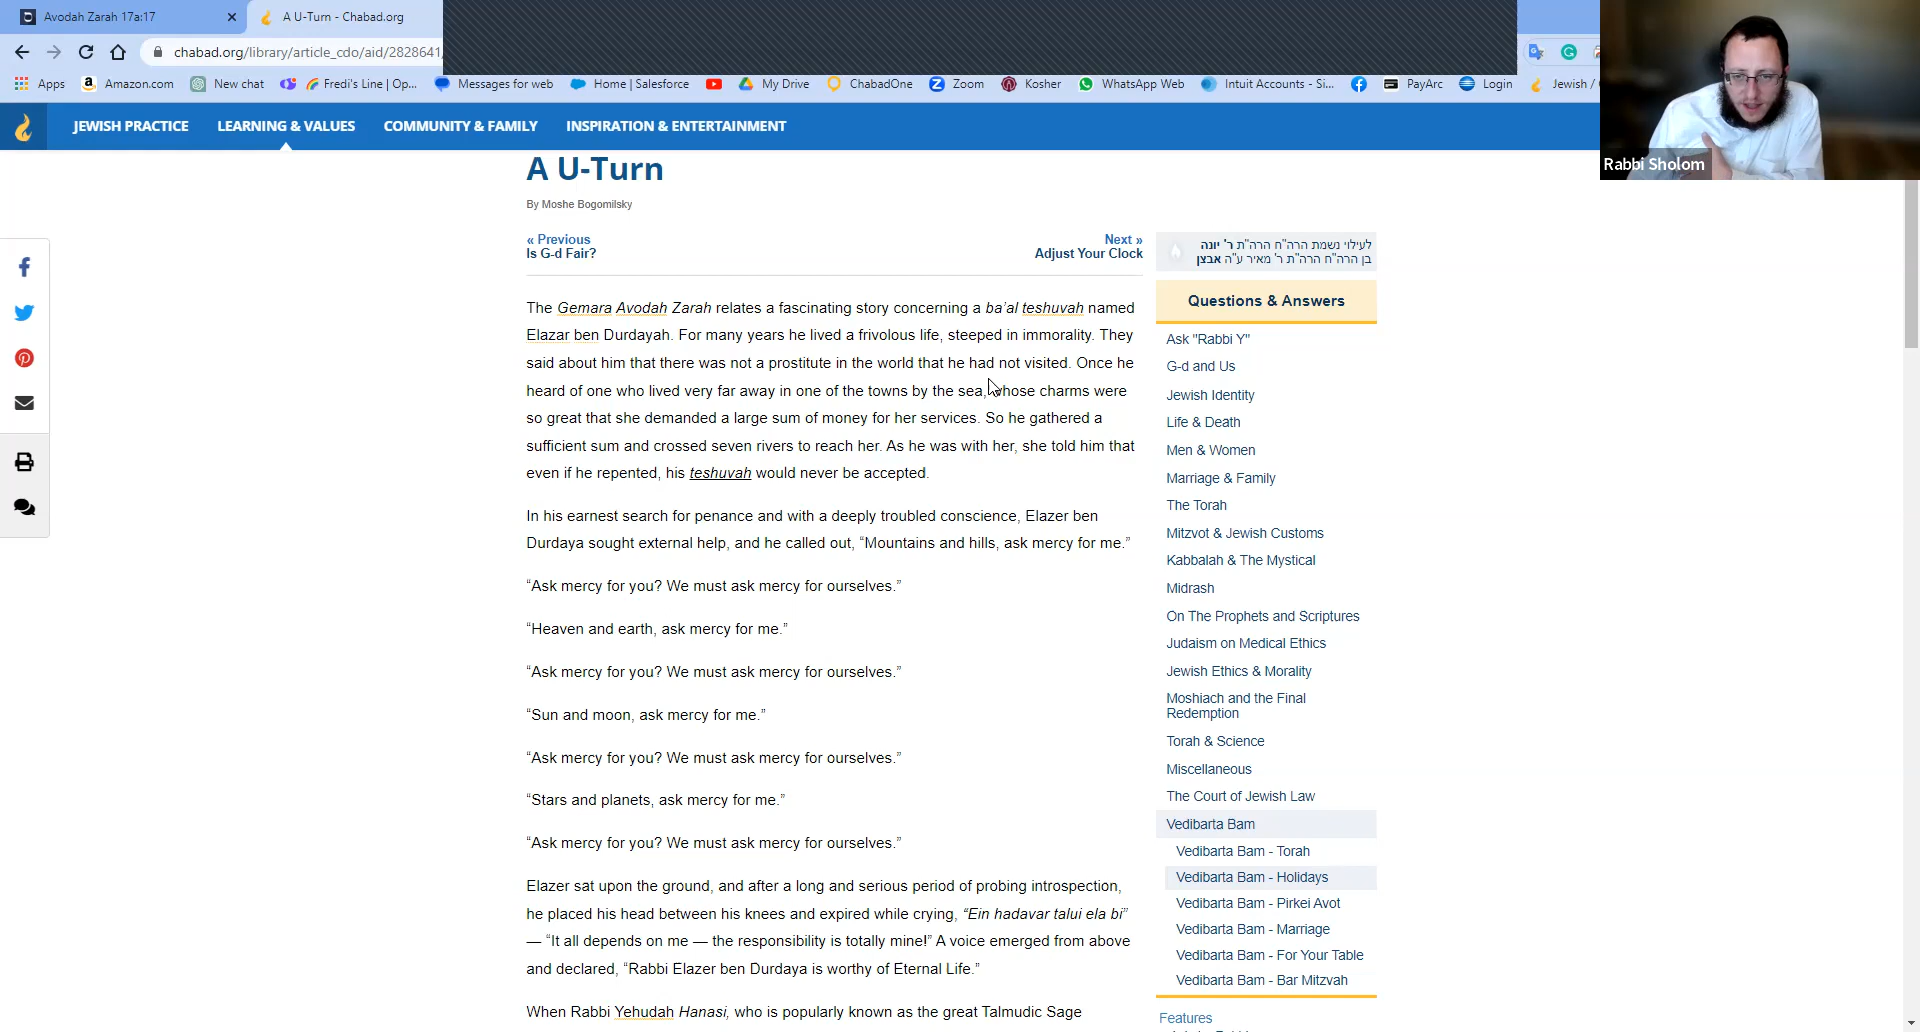 Avodah Zarah 17a:17
A U-Turn - Chabad.org
chabad.org/library/article_cdo/aid/2828641
Apps
Amazon.com
New chat
Fredi's Line | Op...
Messages for web
Home | Salesforce
My Drive
ChabadOne
Zoom
Kosher
WhatsApp Web
Intuit Accounts - Si...
PayArc
Login
Jewish /
JEWISH PRACTICE
LEARNING & VALUES
COMMUNITY & FAMILY
INSPIRATION & ENTERTAINMENT
Rabbi Sholom
A U-Turn
By Moshe Bogomilsky
« Previous
Is G-d Fair?
Next »
Adjust Your Clock
The Gemara Avodah Zarah relates a fascinating story concerning a ba’al teshuvah named
Elazar ben Durdayah. For many years he lived a frivolous life, steeped in immorality. They
said about him that there was not a prostitute in the world that he had not visited. Once he
heard of one who lived very far away in one of the towns by the sea, whose charms were
so great that she demanded a large sum of money for her services. So he gathered a
sufficient sum and crossed seven rivers to reach her. As he was with her, she told him that
even if he repented, his teshuvah would never be accepted.
In his earnest search for penance and with a deeply troubled conscience, Elazer ben
Durdaya sought external help, and he called out, “Mountains and hills, ask mercy for me.”
“Ask mercy for you? We must ask mercy for ourselves.”
“Heaven and earth, ask mercy for me.”
“Ask mercy for you? We must ask mercy for ourselves.”
“Sun and moon, ask mercy for me.”
“Ask mercy for you? We must ask mercy for ourselves.”
“Stars and planets, ask mercy for me.”
“Ask mercy for you? We must ask mercy for ourselves.”
Elazer sat upon the ground, and after a long and serious period of probing introspection,
he placed his head between his knees and expired while crying, “Ein hadavar talui ela bi”
— “It all depends on me — the responsibility is totally mine!” A voice emerged from above
and declared, “Rabbi Elazer ben Durdaya is worthy of Eternal Life.”
When Rabbi Yehudah Hanasi, who is popularly known as the great Talmudic Sage
לעילוי נשמת הרה"ח הרה"ת ר' יונה
בן הרה"ח הרה"ת ר' מאיר ע"ה אבצן
Questions & Answers
Ask "Rabbi Y"
G-d and Us
Jewish Identity
Life & Death
Men & Women
Marriage & Family
The Torah
Mitzvot & Jewish Customs
Kabbalah & The Mystical
Midrash
On The Prophets and Scriptures
Judaism on Medical Ethics
Jewish Ethics & Morality
Moshiach and the Final
Redemption
Torah & Science
Miscellaneous
The Court of Jewish Law
Vedibarta Bam
Vedibarta Bam - Torah
Vedibarta Bam - Holidays
Vedibarta Bam - Pirkei Avot
Vedibarta Bam - Marriage
Vedibarta Bam - For Your Table
Vedibarta Bam - Bar Mitzvah
Features